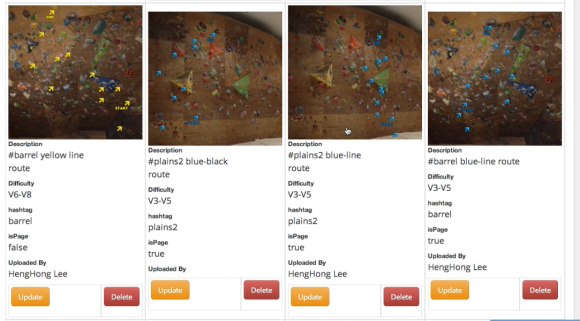 START
Description
#barrel yellow line
route
Difficulty
V6-V8
hashtag
barrel
isPage
false
Uploaded By
HengHong Lee
Update
Delete
Description
#plains2 blue-black
route
Difficulty
V3-V5
hashtag
plains2
isPage
true
Uploaded By
Update
Delete
Description
#plains2 blue-line
route
Difficulty
V3-V5
hashtag
plains2
isPage
true
Uploaded By
HengHong Lee
Update
Delete
Description
#barrel blue-line route
Difficulty
V3-V5
hashtag
barrel
isPage
true
Uploaded By
HengHong Lee
Update
Delete